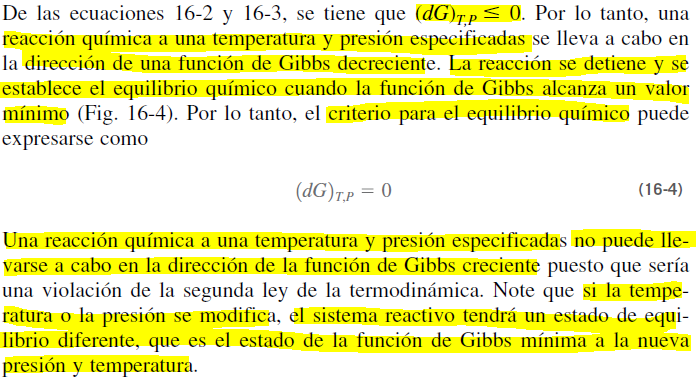 De las ecuaciones 16-2 y 16-3, se tiene que (dG)T,P ≤ 0. Por lo tanto, una
reacción química a una temperatura y presión especificadas se lleva a cabo en
la dirección de una función de Gibbs decreciente. La reacción se detiene y se
establece el equilibrio químico cuando la función de Gibbs alcanza un valor
mínimo (Fig. 16-4). Por lo tanto, el criterio para el equilibrio químico puede
expresarse como
(dG)T,P = 0 (16-4)
Una reacción química a una temperatura y presión especificadas no puede lle-
varse a cabo en la dirección de la función de Gibbs creciente puesto que sería
una violación de la segunda ley de la termodinámica. Note que si la tempe-
ratura o la presión se modifica, el sistema reactivo tendrá un estado de equi-
librio diferente, que es el estado de la función de Gibbs mínima a la nueva
presión y temperatura.